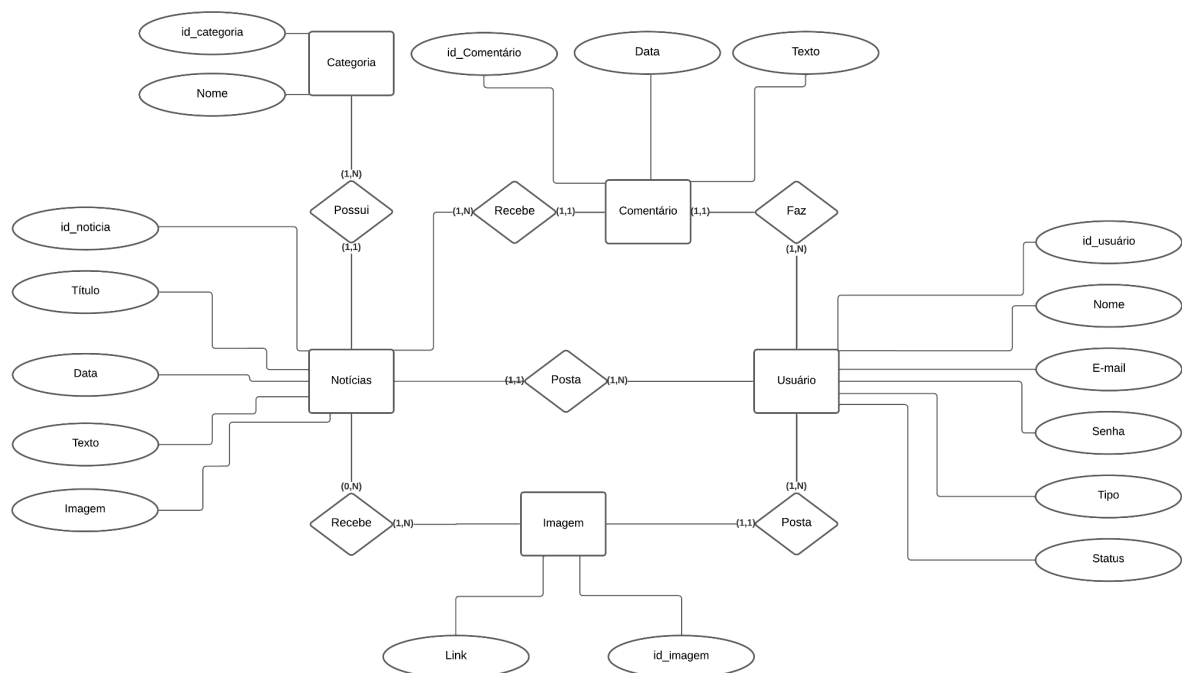 id_categoria
Categoria
Nome
id_Comentário
Data
Texto
(1,N)
Possui
(1,1)
(1,N)
Recebe
(1,1)
Comentário
(1,1)
Faz
(1,N)
id_noticia
Título
Data
Texto
Imagem
Notícias
(1,1)
Posta
(1,N)
Usuário
id_usuário
Nome
E-mail
Senha
Tipo
Status
(0,N)
Recebe
(1,N)
Imagem
(1,1)
Posta
(1,N)
Link
id_imagem